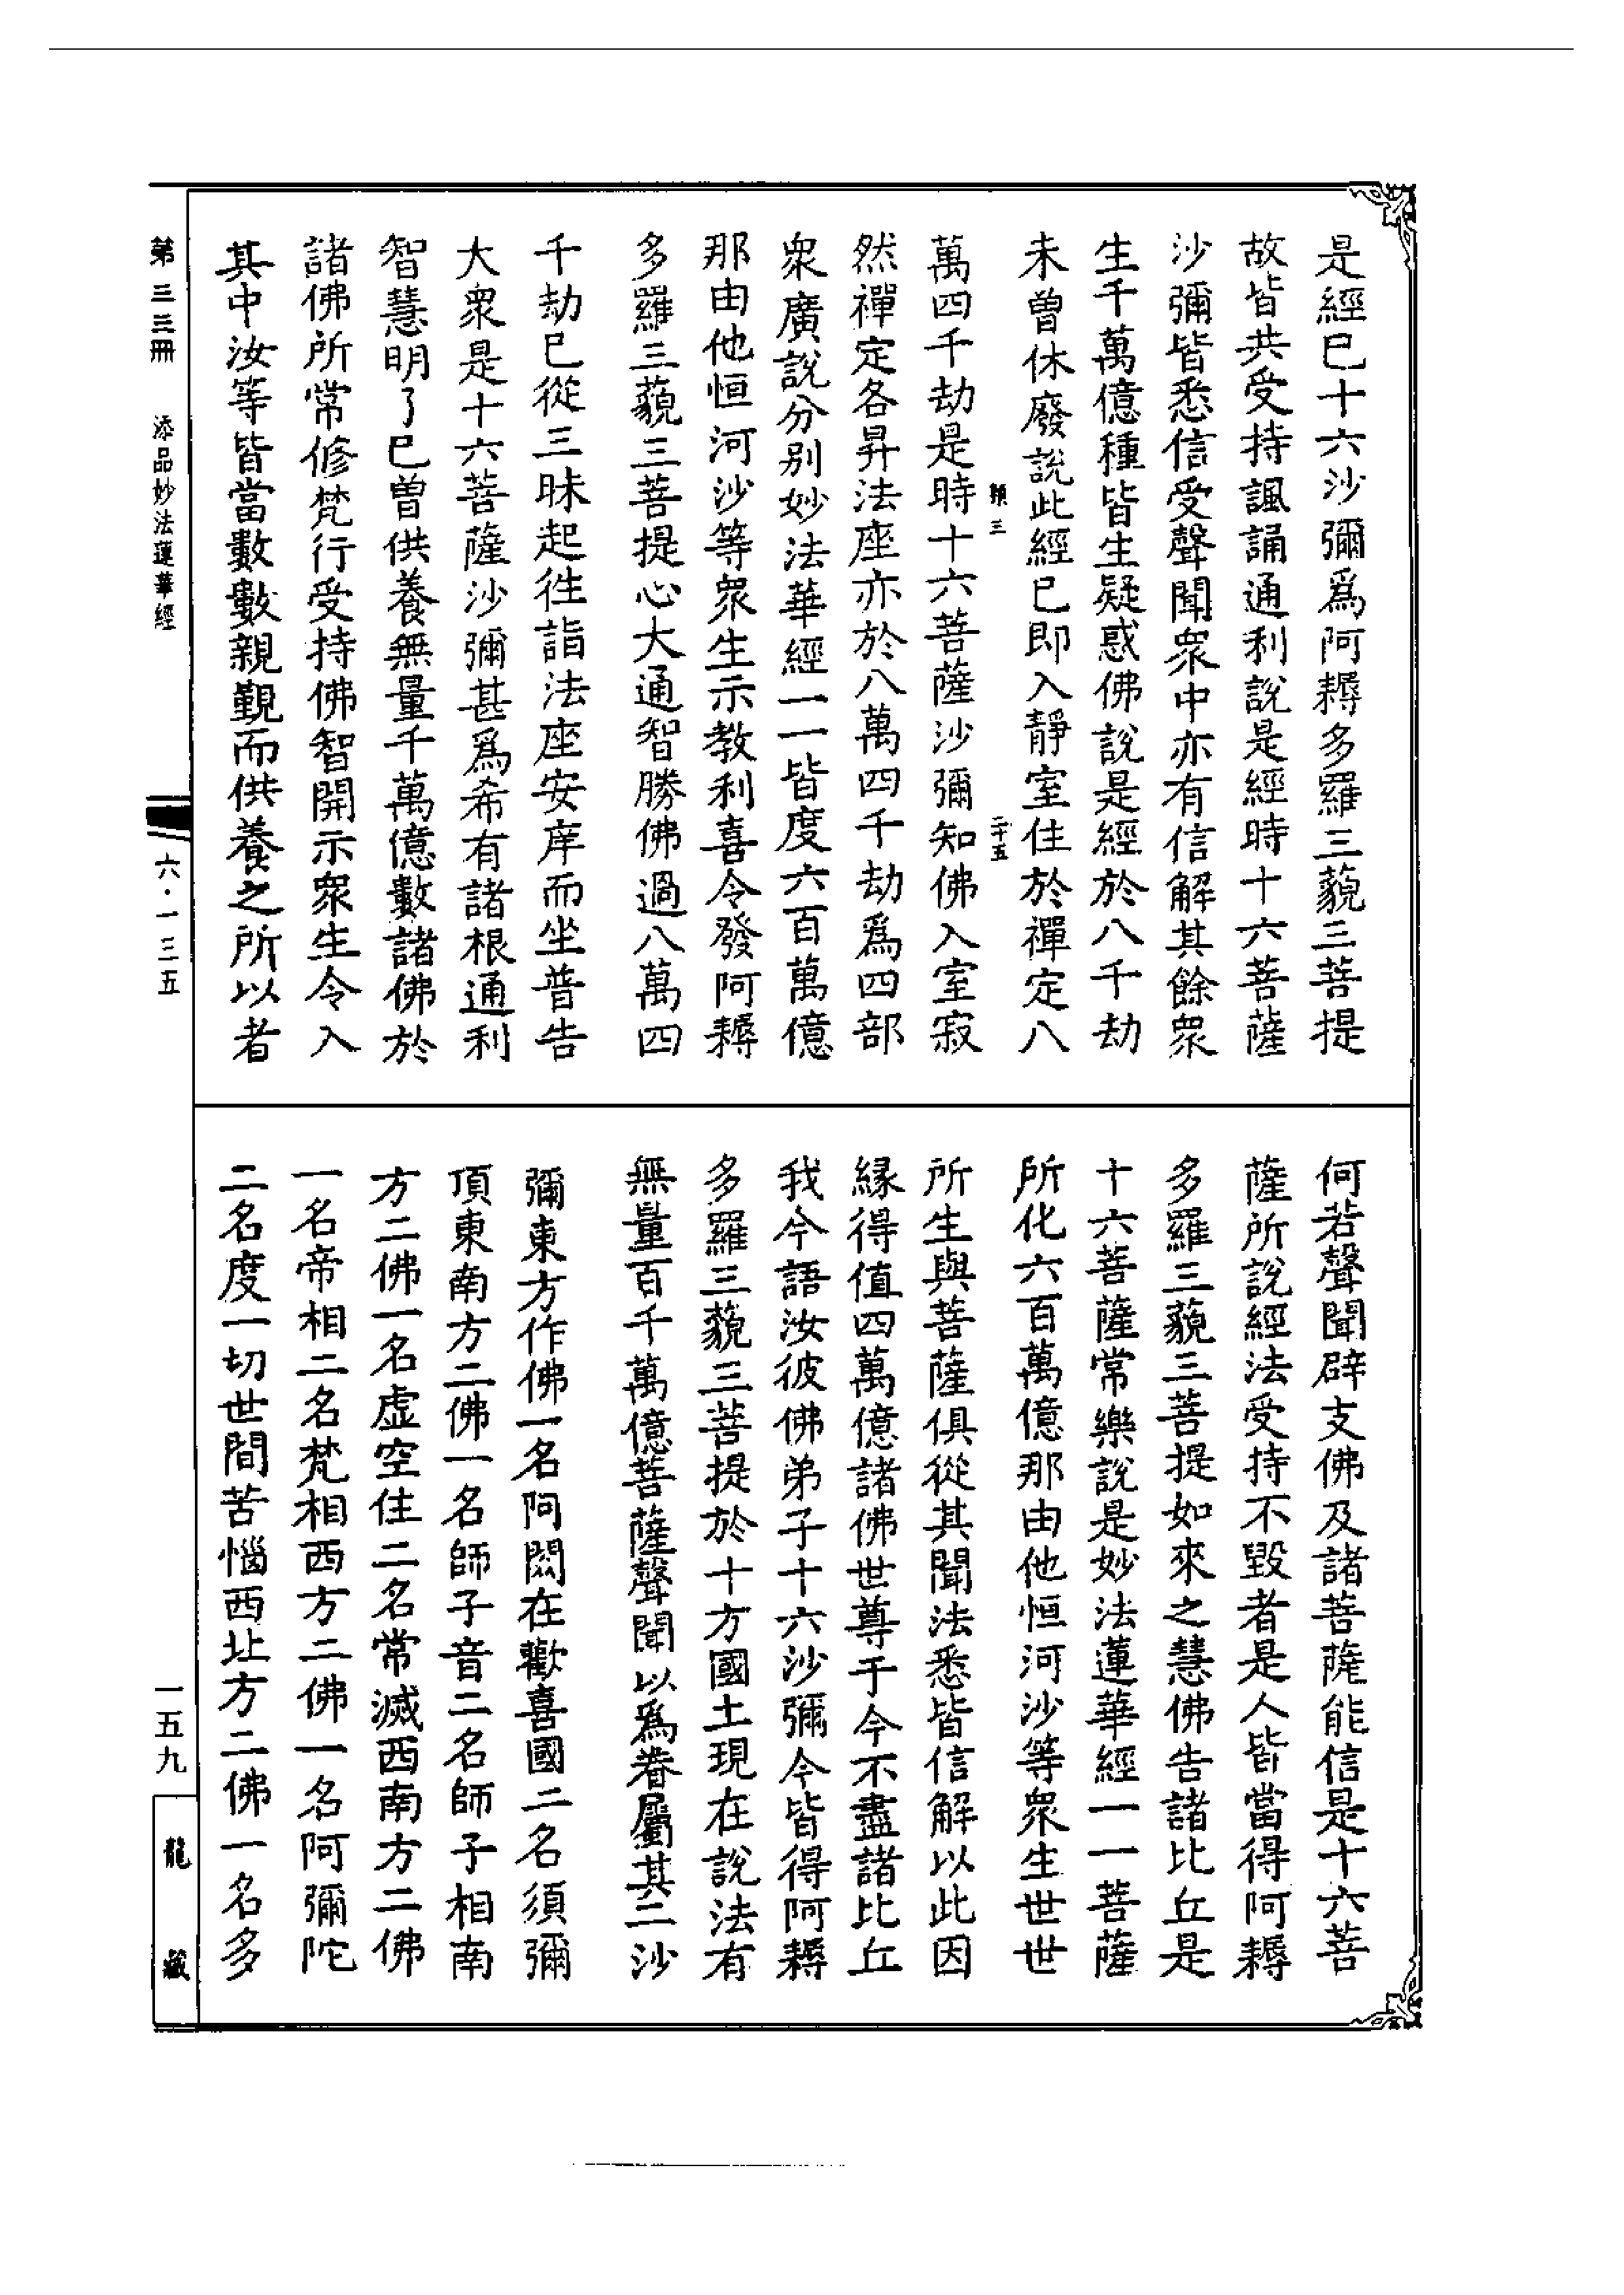 是經已十六沙彌爲阿耨多羅三藐三菩提
故皆共受持諷誦通利說是經時十六菩薩
沙彌皆悉信受聲聞衆中亦有信解其餘衆
生千萬億種皆生疑惑佛說是經於八千劫
未曾休廢說此經已即入靜室住於禪定八
萬四千劫是時十六菩薩沙彌知佛入室寂
然禪定各昇法座亦於八萬四千劫爲四部
衆廣說分别妙法華經一一皆度六百萬億
那由他恒河沙等衆生示教利喜令發阿耨
多羅三藐三菩提心大通智勝佛過八萬四
千劫已從三昧起徃詣法座安庠而坐普告
大衆是十六菩薩沙彌甚爲希有諸根通利
智慧明了已曾供養無量千萬億數諸佛於
諸佛所常修梵行受持佛智開示衆生令入
其中汝等皆當數數親覲而供養之所以者
何若聲聞辟支佛及諸菩薩能信是十六菩
薩所說經法受持不毀者是人皆當得阿耨
多羅三藐三菩提如來之慧佛告諸比丘是
十六菩薩常樂說是妙法蓮華經一一菩薩
所化六百萬億那由他恒河沙等衆生世世
所生與菩薩俱從其聞法悉皆信解以此因
緣得值四萬億諸佛世尊于今不盡諸比丘
我今語汝彼佛弟子十六沙彌今皆得阿耨
多羅三藐三菩提於十方國土現在說法有
無量百千萬億菩薩聲聞以爲眷屬其二沙
彌東方作佛一名阿閦在歡喜國二名須彌
頂東南方二佛一名師子音二名師子相南
方二佛一名虛空住二名常滅西南方二佛
一名帝相二名梵相西方二佛一名阿彌陀
二名度一切世間苦惱西北方二佛一名多
二十五
第三三冊 添品妙法蓮華經
六·一三五
一五九
龍藏